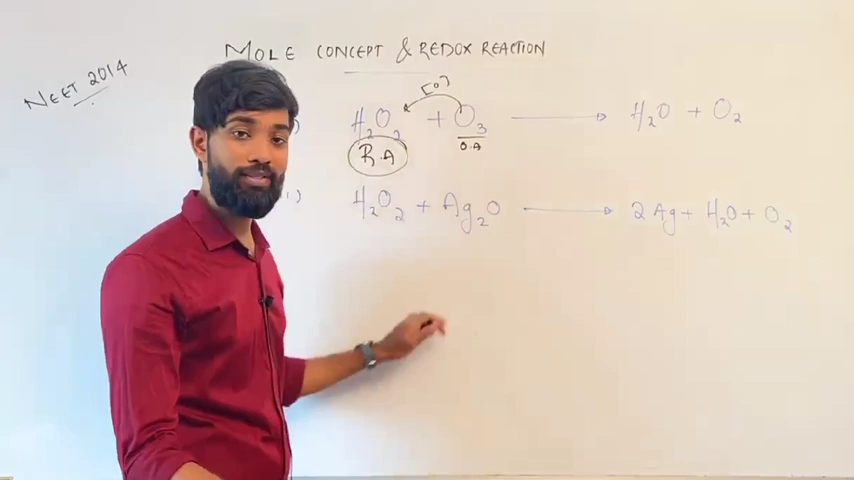 MOLE CONCEPT & REDOX REACTION
NEET 2014
[O]
) H₂O₂ + O₃ → H₂O + O₂
R.A O.A
) H₂O₂ + Ag₂O → 2Ag + H₂O + O₂